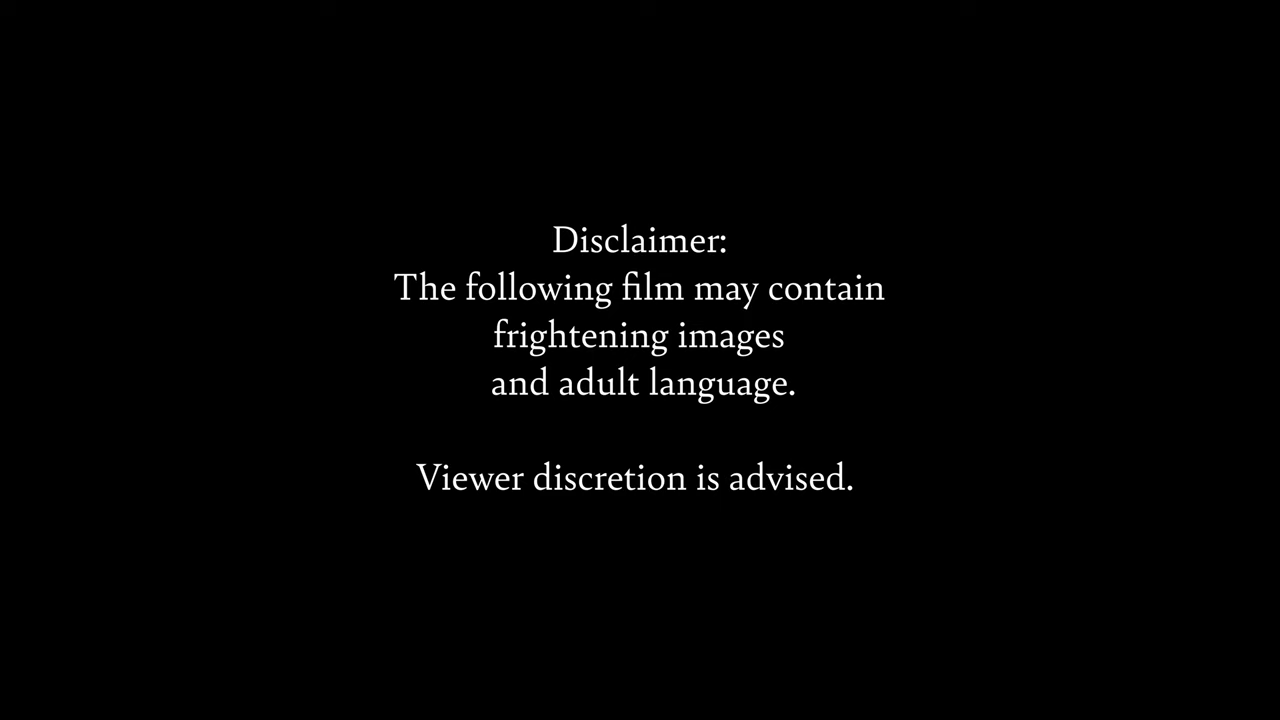 Disclaimer:
The following film may contain
frightening images
and adult language.
Viewer discretion is advised.